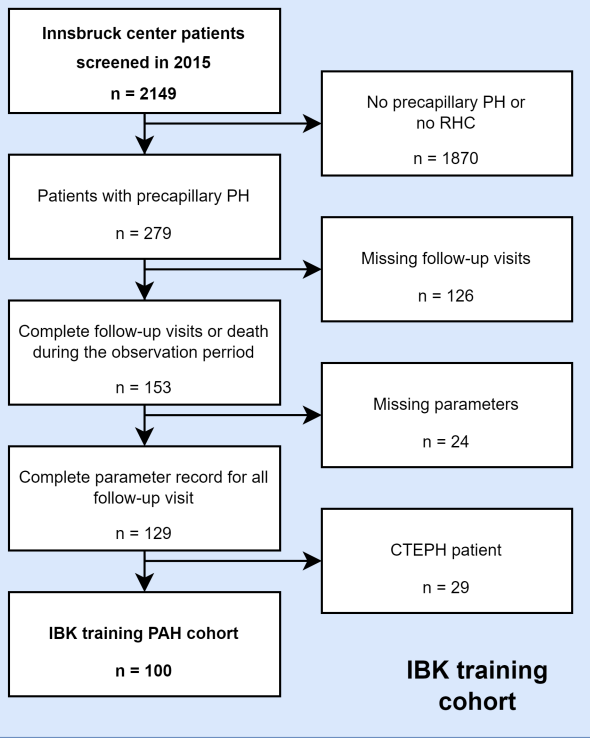 Innsbruck center patients
screened in 2015
n = 2149
No precapillary PH or
no RHC
n = 1870
Patients with precapillary PH
n = 279
Missing follow-up visits
n = 126
Complete follow-up visits or death
during the observation perriod
n = 153
Missing parameters
n = 24
Complete parameter record for all
follow-up visit
n = 129
CTEPH patient
n = 29
IBK training PAH cohort
n = 100
IBK training
cohort